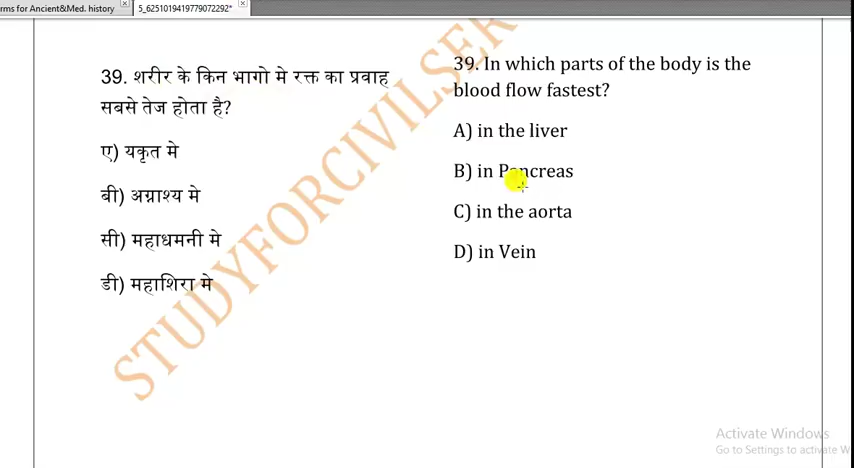 rms for Ancient&Med. history
5_6251019419779072292*
39. शरीर के किन भागो मे रक्त का प्रवाह
सबसे तेज होता है?
ए) यकृत मे
बी) अग्नाश्य मे
सी) महाधमनी मे
डी) महाशिरा मे
39. In which parts of the body is the
blood flow fastest?
A) in the liver
B) in Pancreas
C) in the aorta
D) in Vein
STUDYFORCIVILSER
Activate Windows
Go to Settings to activate W